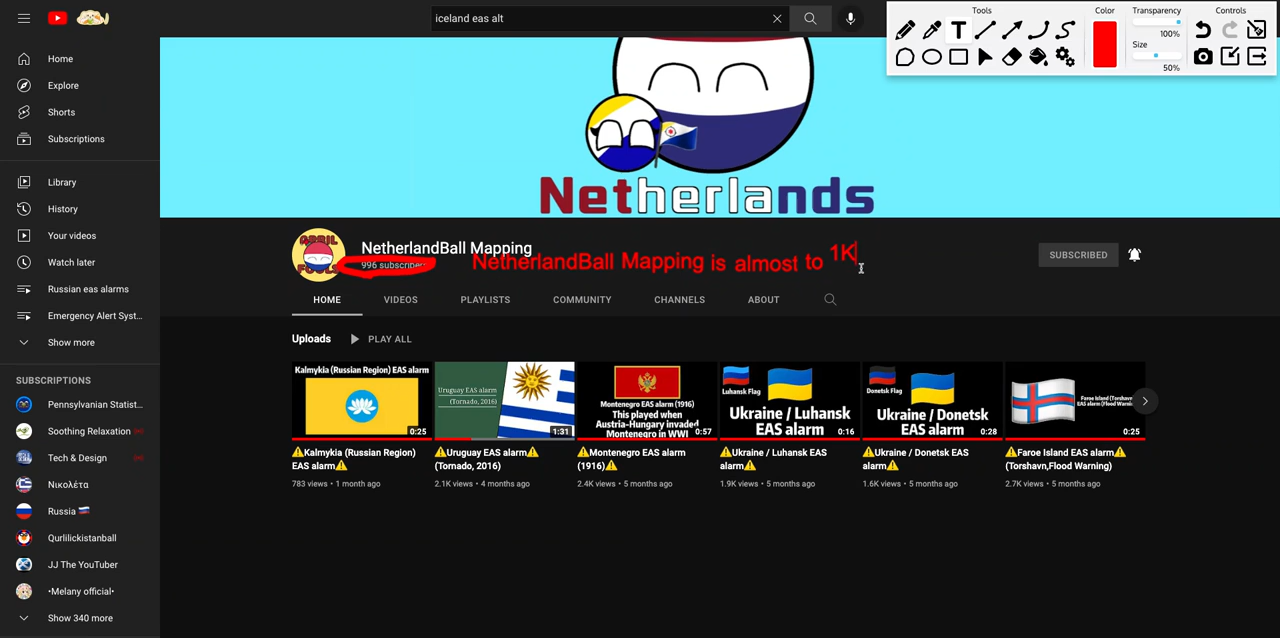 iceland eas alt
Tools
Color
Transparency
100%
Size
50%
Controls
Home
Explore
Shorts
Subscriptions
Library
History
Your videos
Watch later
Russian eas alarms
Emergency Alert Syst...
Show more
SUBSCRIPTIONS
Pennsylvanian Statist...
Soothing Relaxation
Tech & Design
Νικολέτα
Russia
Qurlilickistanball
JJ The YouTuber
•Melany official•
Show 340 more
Netherlands
APRIL
FOOLS
NetherlandBall Mapping
996 subscribers
NetherlandBall Mapping is almost to 1K
SUBSCRIBED
HOME
VIDEOS
PLAYLISTS
COMMUNITY
CHANNELS
ABOUT
Uploads
PLAY ALL
Kalmykia (Russian Region) EAS alarm
0:25
⚠Kalmykia (Russian Region)
EAS alarm⚠
783 views • 1 month ago
Uruguay EAS alarm
(Tornado, 2016)
1:31
⚠Uruguay EAS alarm⚠
(Tornado, 2016)
2.1K views • 4 months ago
Montenegro EAS alarm (1916)
This played when
Austria-Hungary invaded
Montenegro in WWI
0:57
⚠Montenegro EAS alarm
(1916)⚠
2.4K views • 5 months ago
Luhansk Flag
Ukraine / Luhansk
EAS alarm
0:16
⚠Ukraine / Luhansk EAS
alarm⚠
1.9K views • 5 months ago
Donetsk Flag
Ukraine / Donetsk
EAS alarm
0:28
⚠Ukraine / Donetsk EAS
alarm⚠
1.6K views • 5 months ago
Faroe Island (Torshavn)
EAS alarm (Flood Warnin
0:25
⚠Faroe Island EAS alarm⚠
(Torshavn,Flood Warning)
2.7K views • 5 months ago